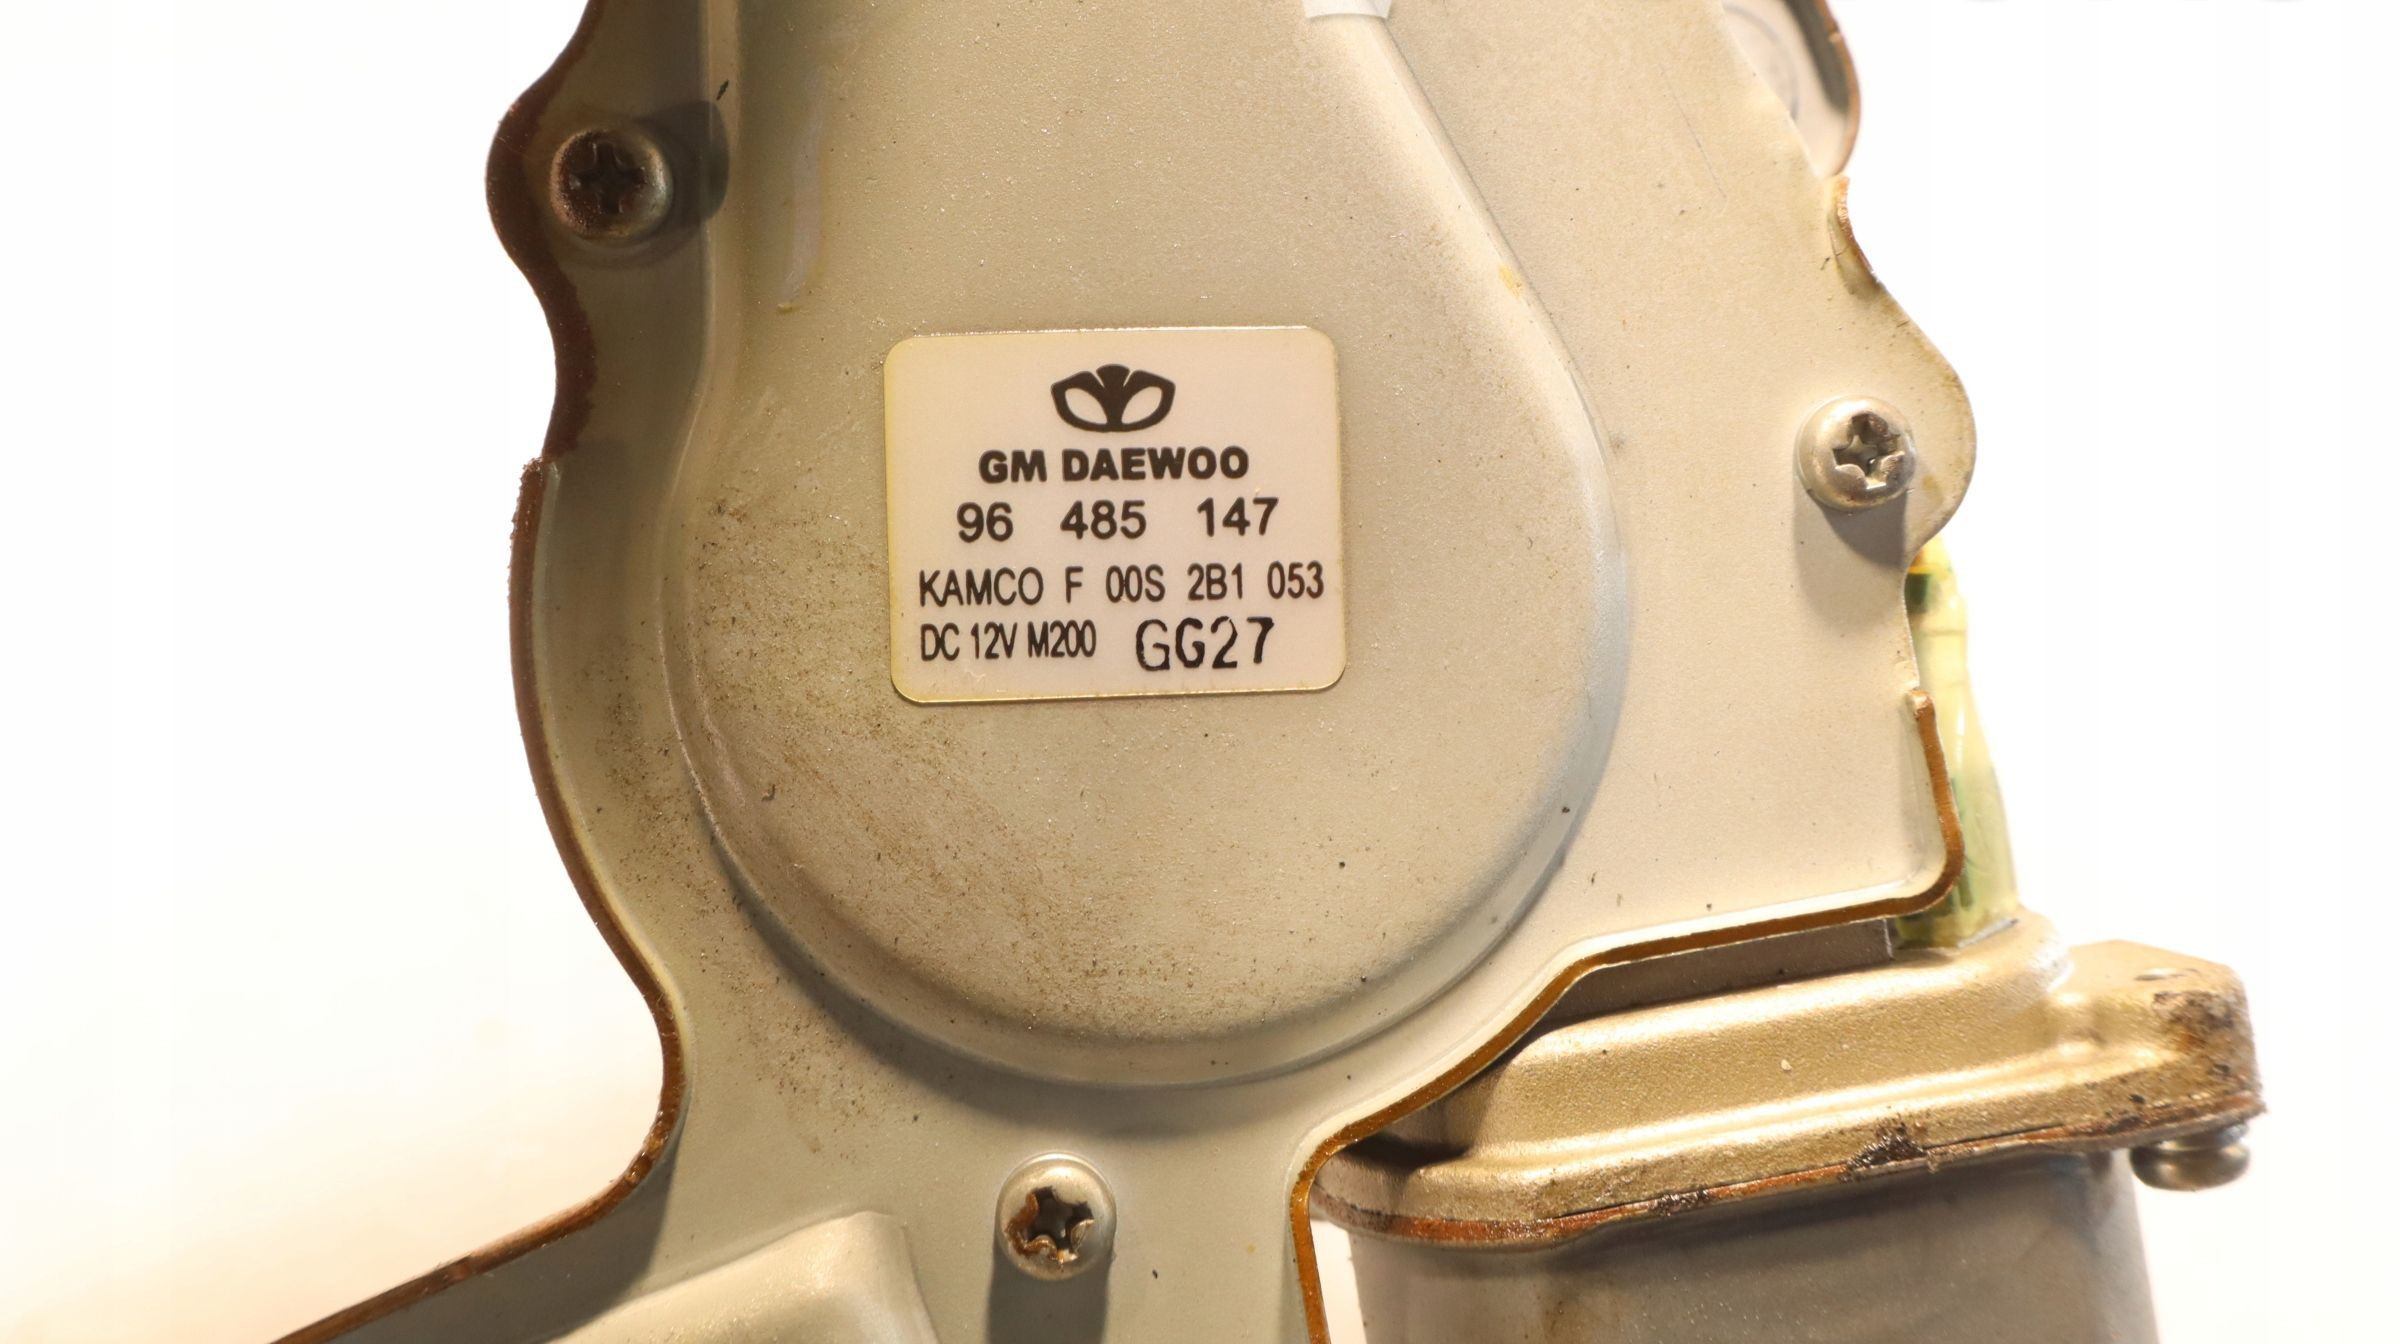 GM DAEWOO
96 485 147
KAMCO F 00S 2B1 053
DC 12V M200 GG27